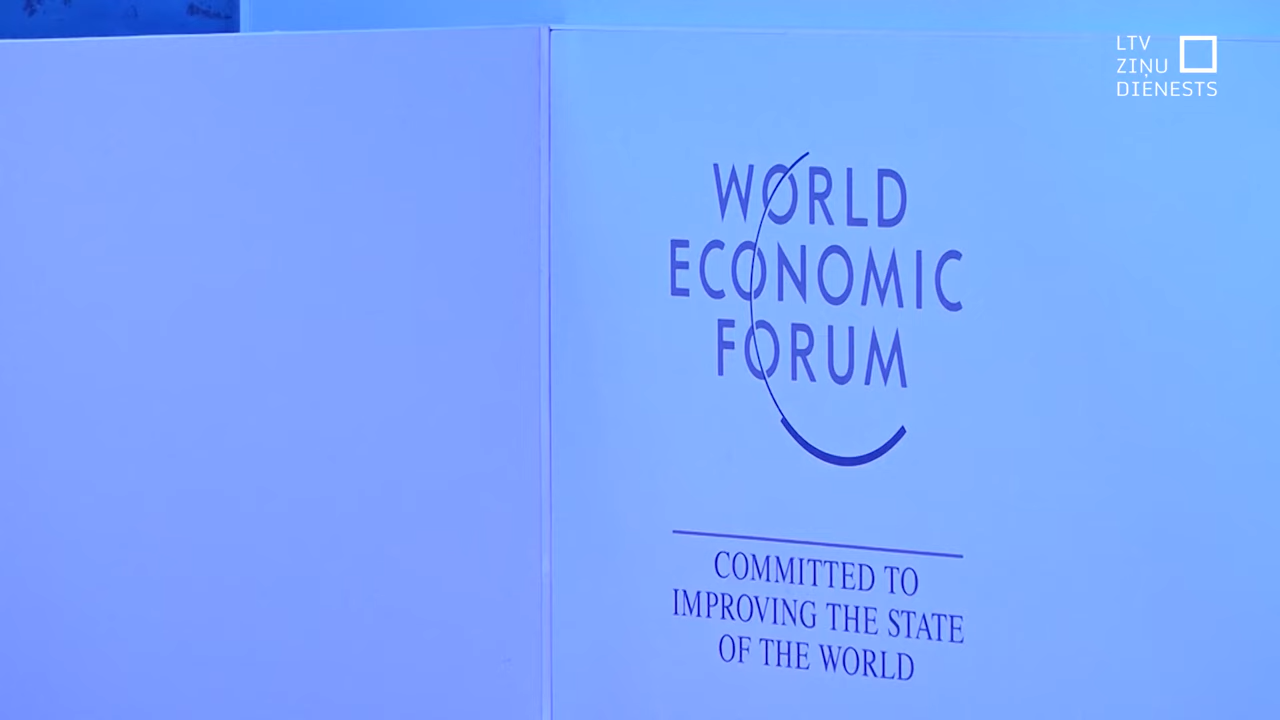 LTV
ZIŅU
DIENESTS
WORLD
ECONOMIC
FORUM
COMMITTED TO
IMPROVING THE STATE
OF THE WORLD